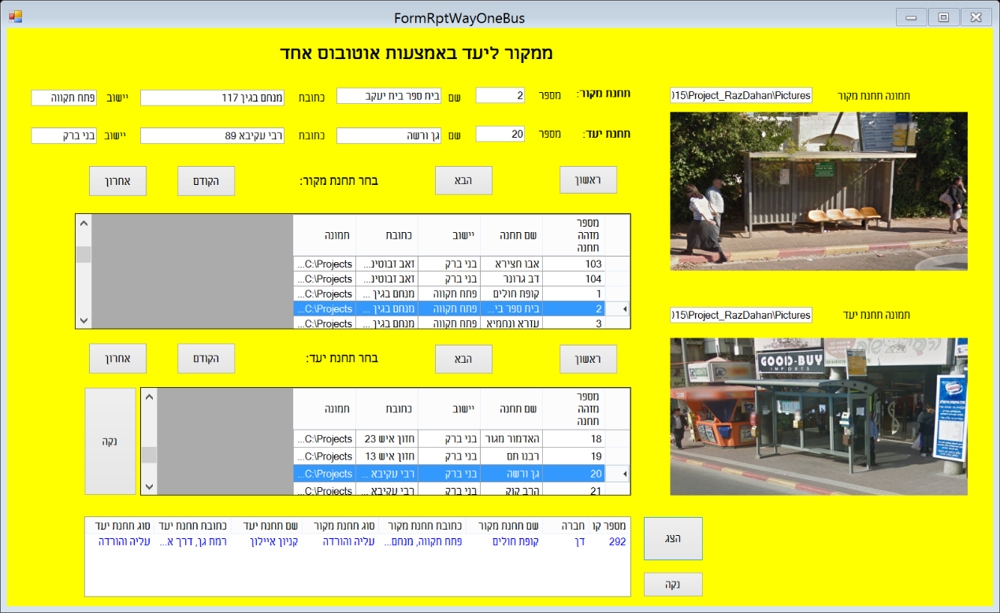 FormRptWayOneBus
ממקור ליעד באמצעות אוטובוס אחד
תחנת מקור: מספר 2 שם בית ספר בית יעקב כתובת מנחם בגין 117 יישוב פתח תקווה
תחנת יעד: מספר 20 שם גן ורשה כתובת רבי עקיבא 89 יישוב בני ברק
תמונה תחנת מקור 015\Project_RazDahan\Pictures
ראשון הבא בחר תחנת מקור: הקודם אחרון
מספר מזהה תחנה שם תחנה יישוב כתובת תמונה
103 אבו חצירא בני ברק זאב זבוטינ... C:\Projects...
104 דב גרונר בני ברק זאב זבוטינ... C:\Projects...
1 קופת חולים פתח תקווה מנחם בגין ... C:\Projects...
2 בית ספר בי... פתח תקווה מנחם בגין ... C:\Projects...
3 עזרא ונחמיא פתח תקווה מנחם בגין ... C:\Projects...
תמונה תחנת יעד 015\Project_RazDahan\Pictures
GOOD-BUY
IMPORTS
ראשון הבא בחר תחנת יעד: הקודם אחרון
מספר מזהה תחנה שם תחנה יישוב כתובת תמונה
18 האדמור מגור בני ברק חזון איש 23 C:\Projects...
19 רבנו תם בני ברק חזון איש 13 C:\Projects...
20 גן ורשה בני ברק רבי עקיבא ... C:\Projects...
21 הרב קוק בני ברק רבי עקיבא ... C:\Projects...
נקה
מספר קו חברה שם תחנת מקור כתובת תחנת מקור סוג תחנת מקור שם תחנת יעד כתובת תחנת יעד סוג תחנת יעד
292 דן קופת חולים פתח תקווה, מנחם... עליה והורדה קניון איילון רמת גן, דרך א... עליה והורדה
הצג
נקה